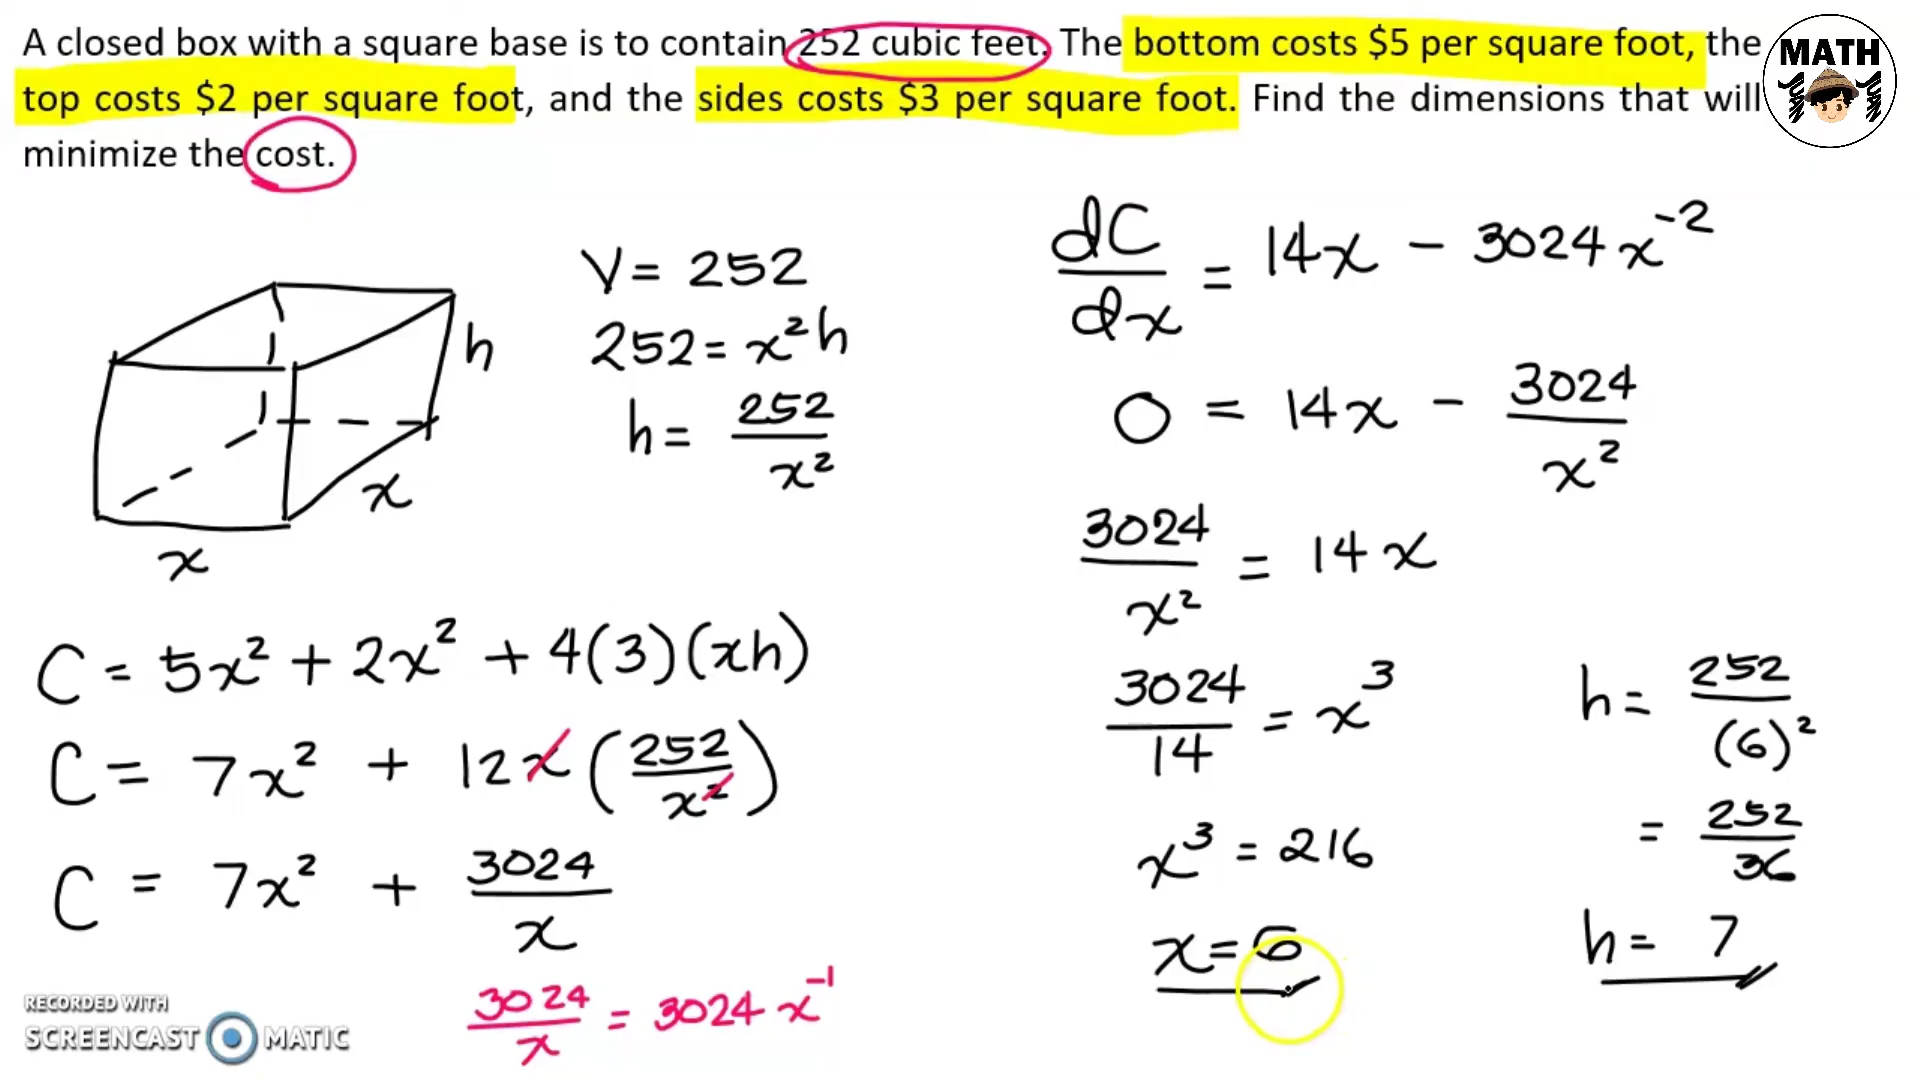 A closed box with a square base is to contain 252 cubic feet. The bottom costs $5 per square foot, the
top costs $2 per square foot, and the sides costs $3 per square foot. Find the dimensions that will
minimize the cost.
MATH
h
x
x
V = 252
252 = x²h
h = 252/x²
C = 5x² + 2x² + 4(3)(xh)
C = 7x² + 12x (252/x²)
C = 7x² + 3024/x
3024/x = 3024x⁻¹
dC/dx = 14x - 3024x⁻²
0 = 14x - 3024/x²
3024/x² = 14x
3024/14 = x³
x³ = 216
x = 6
h = 252/(6)²
= 252/36
h = 7
RECORDED WITH
SCREENCAST MATIC